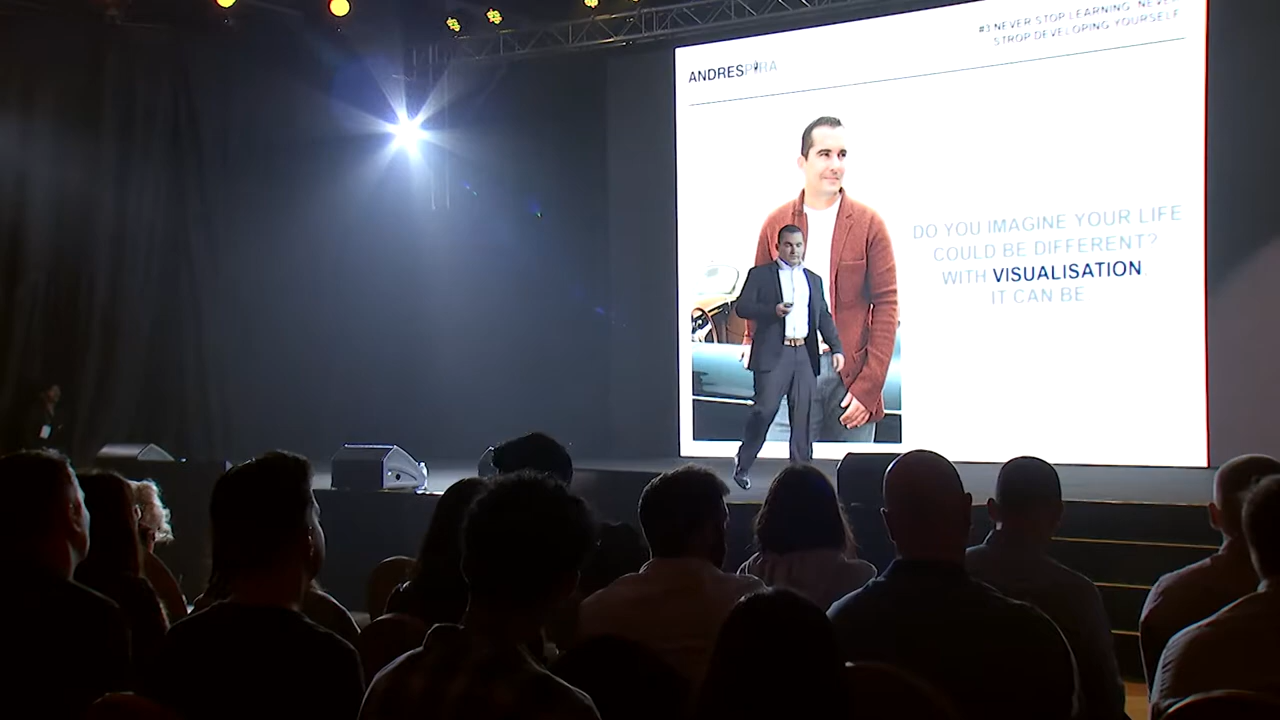 #3 NEVER STOP LEARNING. NEVER
STROP DEVELOPING YOURSELF
ANDRESPIRA
DO YOU IMAGINE YOUR LIFE
COULD BE DIFFERENT?
WITH VISUALISATION
IT CAN BE